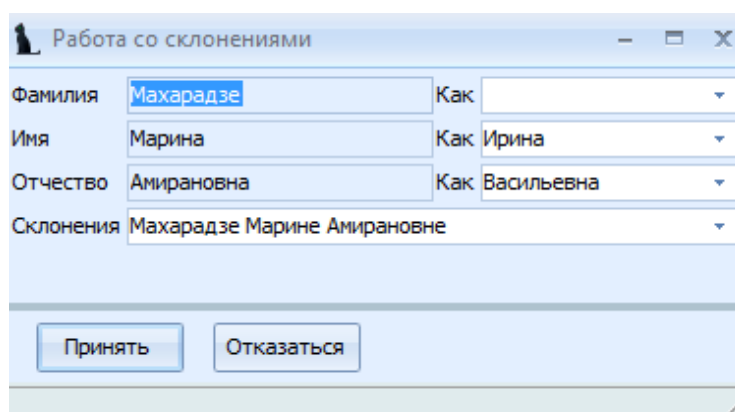 Работа со склонениями
Фамилия Махарадзе Как
Имя Марина Как Ирина
Отчество Амирановна Как Васильевна
Склонения Махарадзе Марине Амирановне
Принять Отказаться